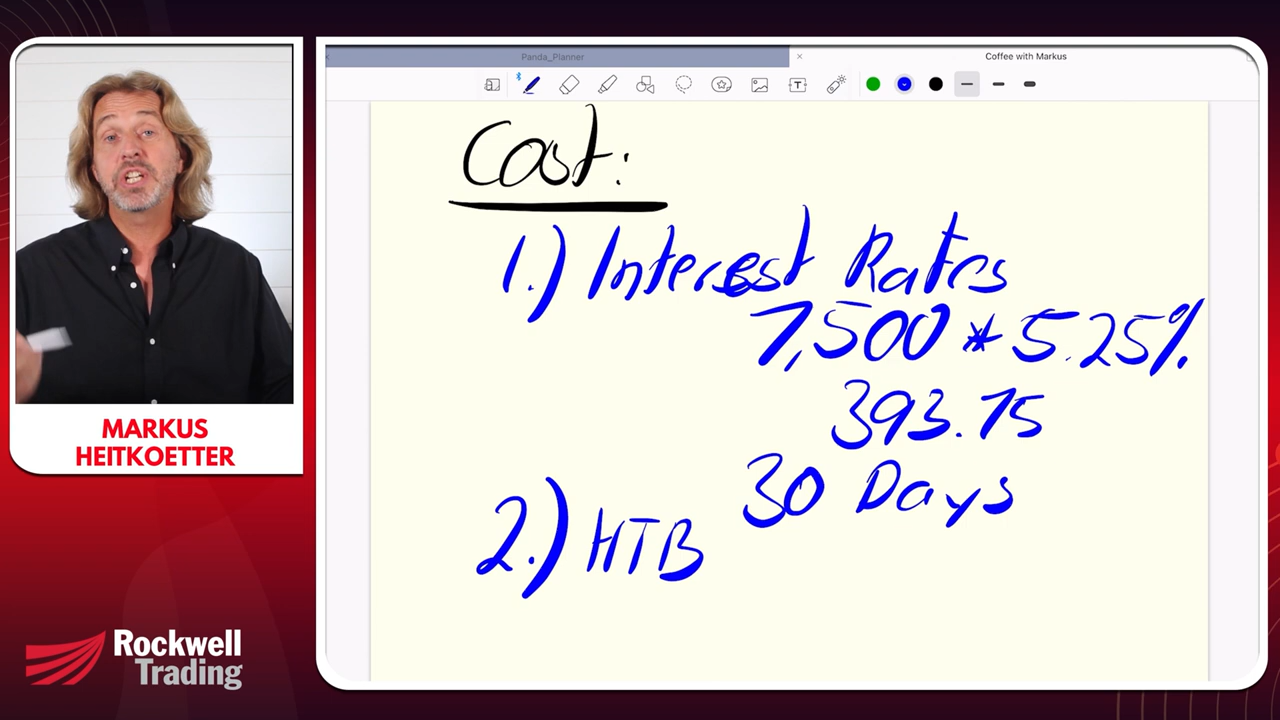 Panda_Planner
Coffee with Markus
Cost:
1.) Interest Rates
7,500 * 5.25%
393.75
30 Days
2.) HTB
MARKUS
HEITKOETTER
Rockwell
Trading